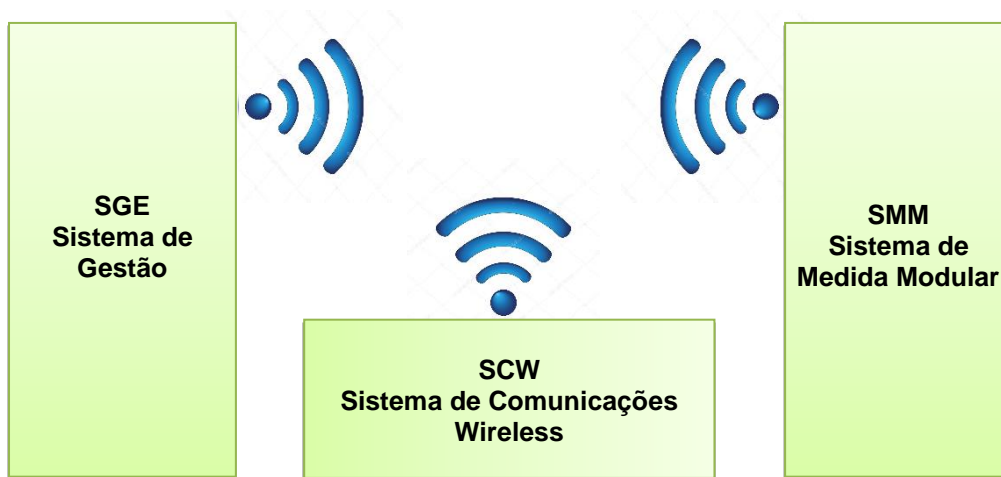 SGE
Sistema de
Gestão
SMM
Sistema de
Medida Modular
SCW
Sistema de Comunicações
Wireless